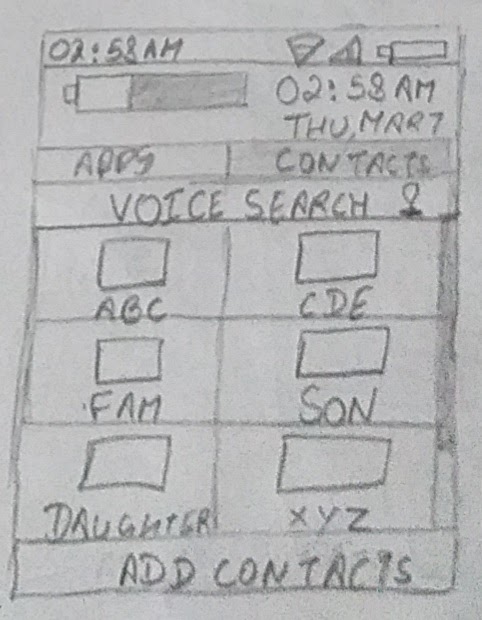 02:58 AM
02:58 AM
THU, MAR 7
APPS CONTACTS
VOICE SEARCH
ABC CDE
FAM SON
DAUGHTER XYZ
ADD CONTACTS